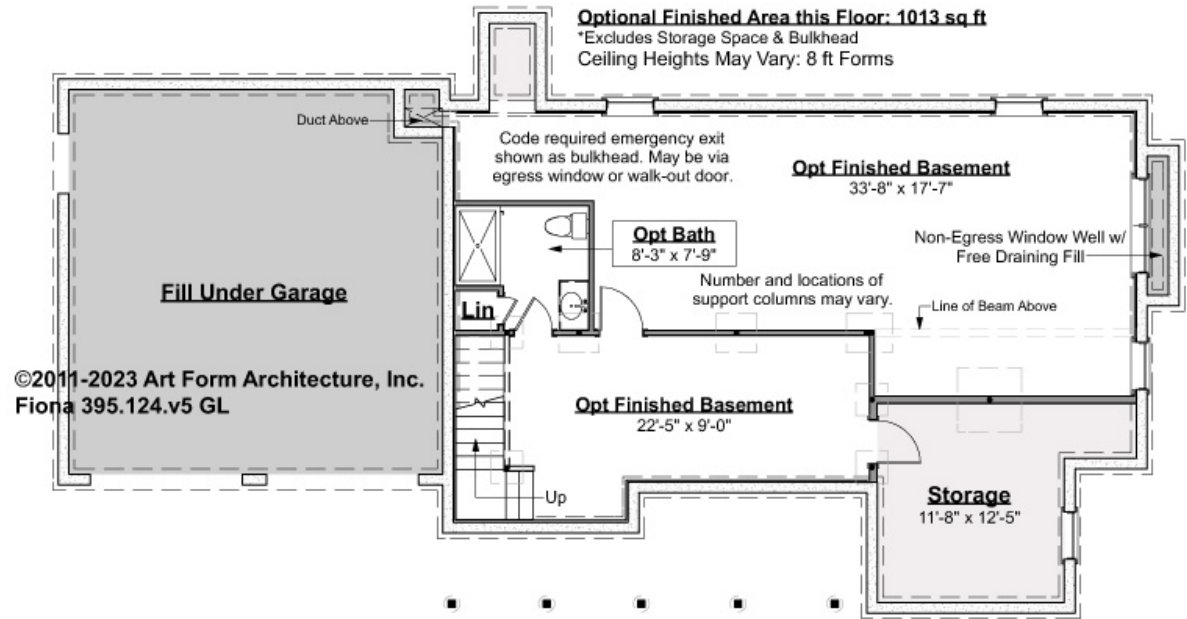 Optional Finished Area this Floor: 1013 sq ft
*Excludes Storage Space & Bulkhead
Ceiling Heights May Vary: 8 ft Forms
Duct Above
Code required emergency exit
shown as bulkhead. May be via
egress window or walk-out door.
Opt Finished Basement
33'-8" x 17'-7"
Opt Bath
8'-3" x 7'-9"
Non-Egress Window Well w/
Free Draining Fill
Number and locations of
support columns may vary.
Fill Under Garage
Lin
Line of Beam Above
©2011-2023 Art Form Architecture, Inc.
Fiona 395.124.v5 GL
Opt Finished Basement
22'-5" x 9'-0"
Up
Storage
11'-8" x 12'-5"